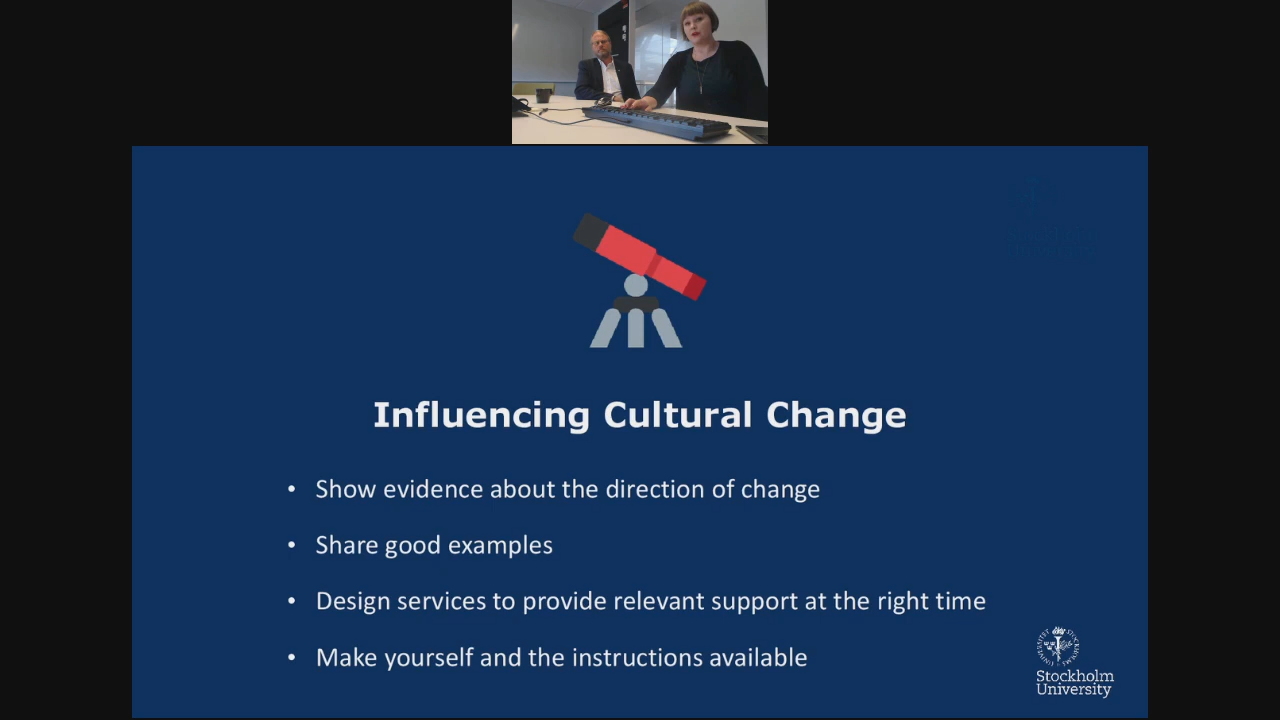 Influencing Cultural Change
• Show evidence about the direction of change
• Share good examples
• Design services to provide relevant support at the right time
• Make yourself and the instructions available
Stockholm
University